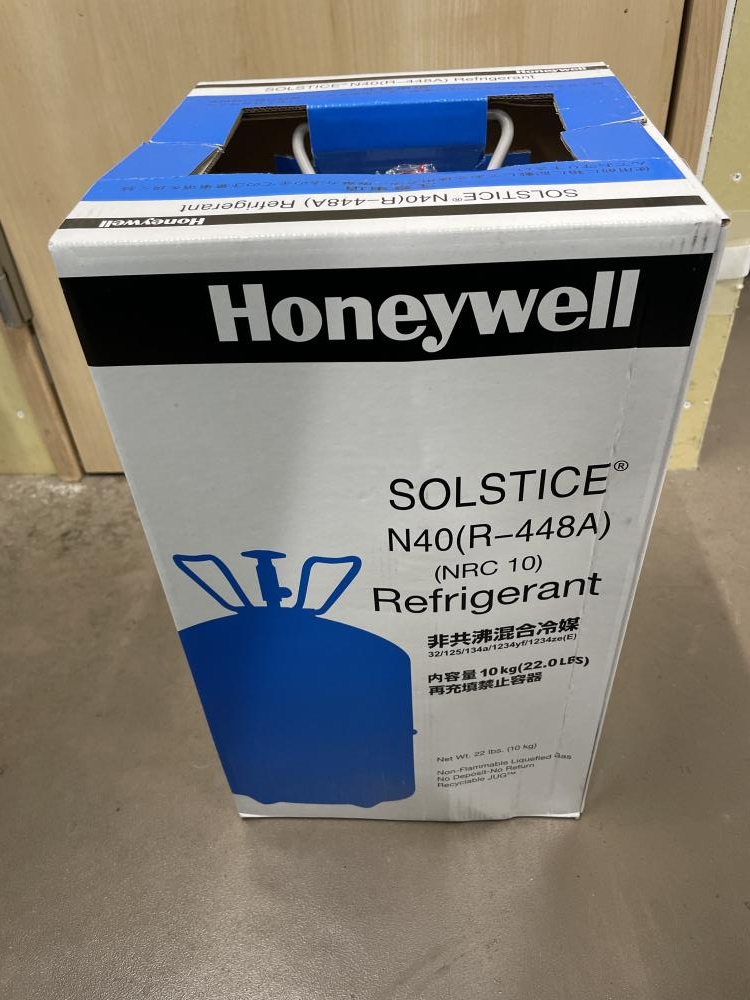 Honeywell
SOLSTICE® N40(R-448A) Refrigerant
SOLSTICE® N40(R-448A) Refrigerant
Honeywell
Honeywell
SOLSTICE®
N40(R-448A)
(NRC 10)
Refrigerant
非共沸混合冷媒
32/125/134a/1234yf/1234ze(E)
内容量 10kg(22.0LBS)
再充填禁止容器
Net Wt. 22 lbs. (10 kg)
Non-Flammable Liquefied Gas
No Deposit-No Return
Recyclable JUG™